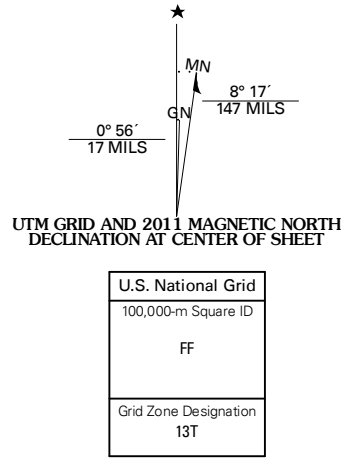 ★
MN
GN
8° 17´
147 MILS
0° 56´
17 MILS
UTM GRID AND 2011 MAGNETIC NORTH
DECLINATION AT CENTER OF SHEET
U.S. National Grid
100,000-m Square ID
FF
Grid Zone Designation
13T